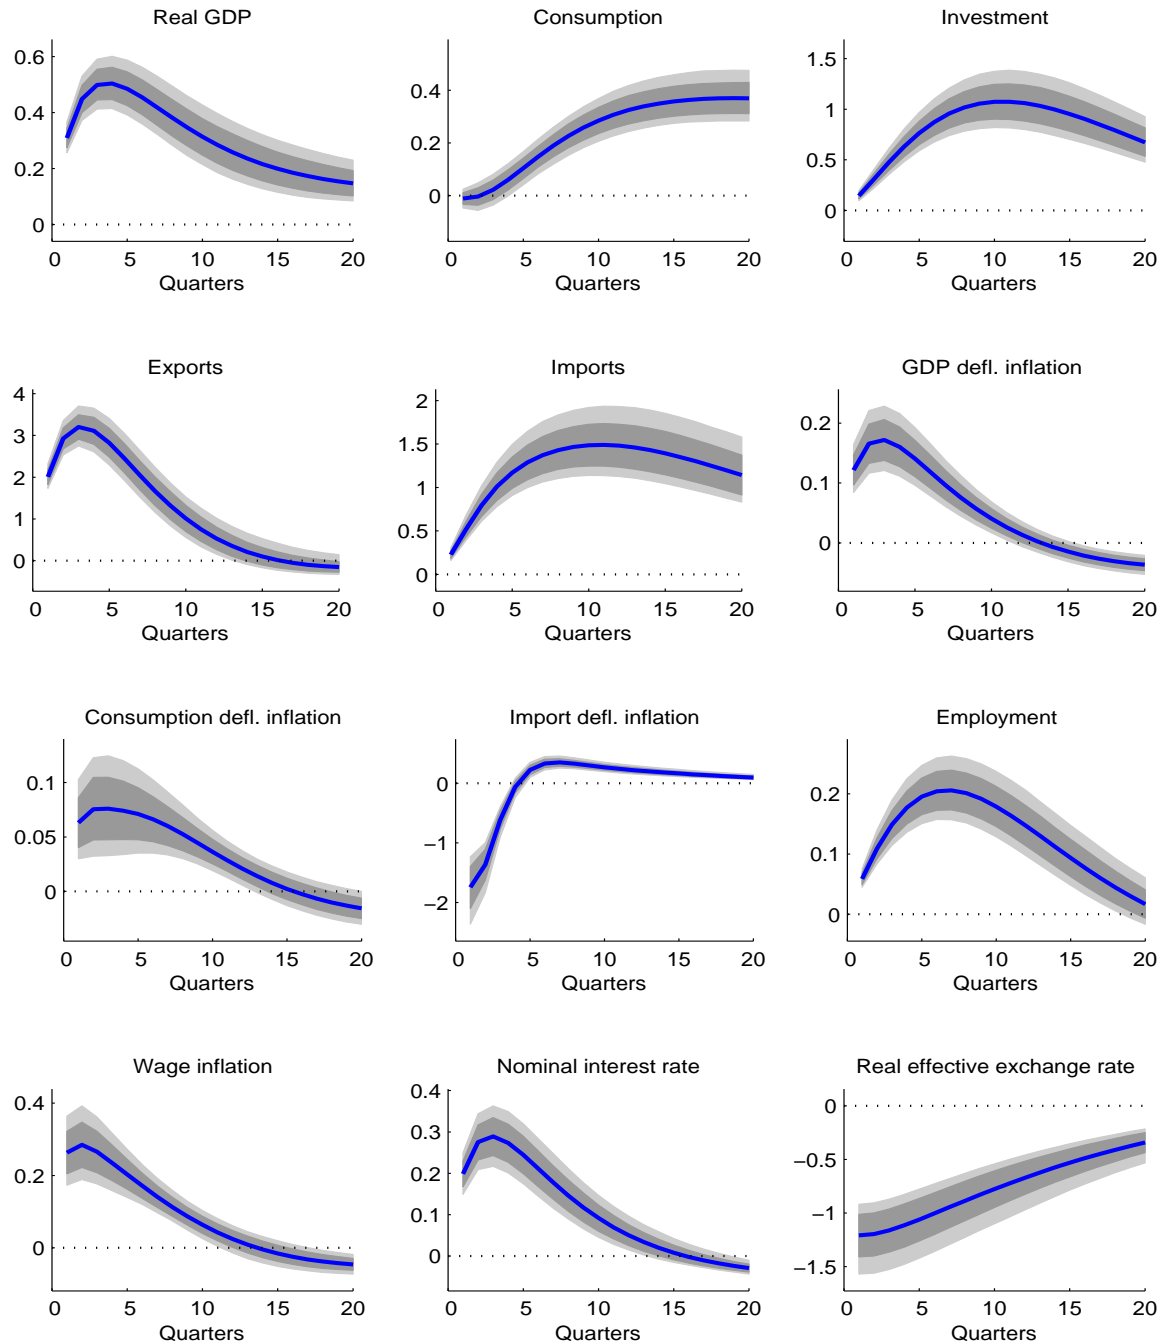 Real GDP
0.6
0.4
0.2
0
0 5 10 15 20
Quarters
Consumption
0.4
0.2
0
0 5 10 15 20
Quarters
Investment
1.5
1
0.5
0
0 5 10 15 20
Quarters
Exports
4
3
2
1
0
0 5 10 15 20
Quarters
Imports
2
1.5
1
0.5
0
0 5 10 15 20
Quarters
GDP defl. inflation
0.2
0.1
0
0 5 10 15 20
Quarters
Consumption defl. inflation
0.1
0.05
0
0 5 10 15 20
Quarters
Import defl. inflation
0
−1
−2
0 5 10 15 20
Quarters
Employment
0.2
0.1
0
0 5 10 15 20
Quarters
Wage inflation
0.4
0.2
0
0 5 10 15 20
Quarters
Nominal interest rate
0.4
0.3
0.2
0.1
0
0 5 10 15 20
Quarters
Real effective exchange rate
0
−0.5
−1
−1.5
0 5 10 15 20
Quarters